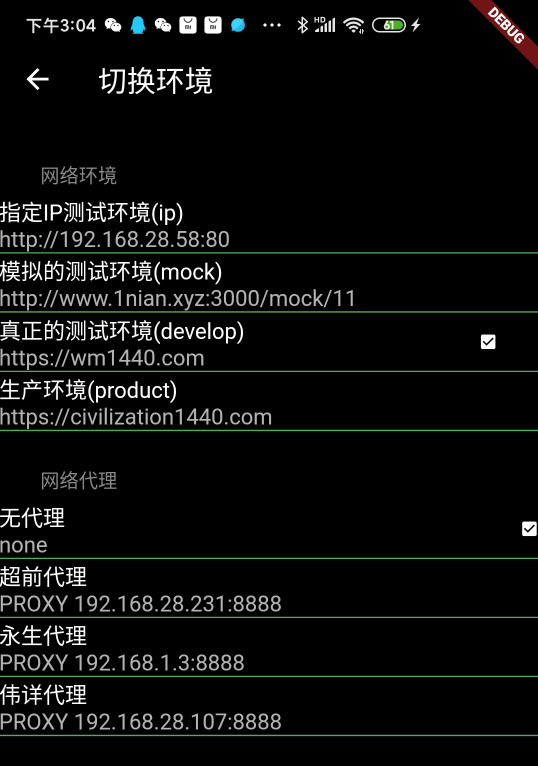 下午3:04
HD
61
DEBUG
切换环境
网络环境
指定IP测试环境(ip)
http://192.168.28.58:80
模拟的测试环境(mock)
http://www.1nian.xyz:3000/mock/11
真正的测试环境(develop)
https://wm1440.com
生产环境(product)
https://civilization1440.com
网络代理
无代理
none
超前代理
PROXY 192.168.28.231:8888
永生代理
PROXY 192.168.1.3:8888
伟详代理
PROXY 192.168.28.107:8888